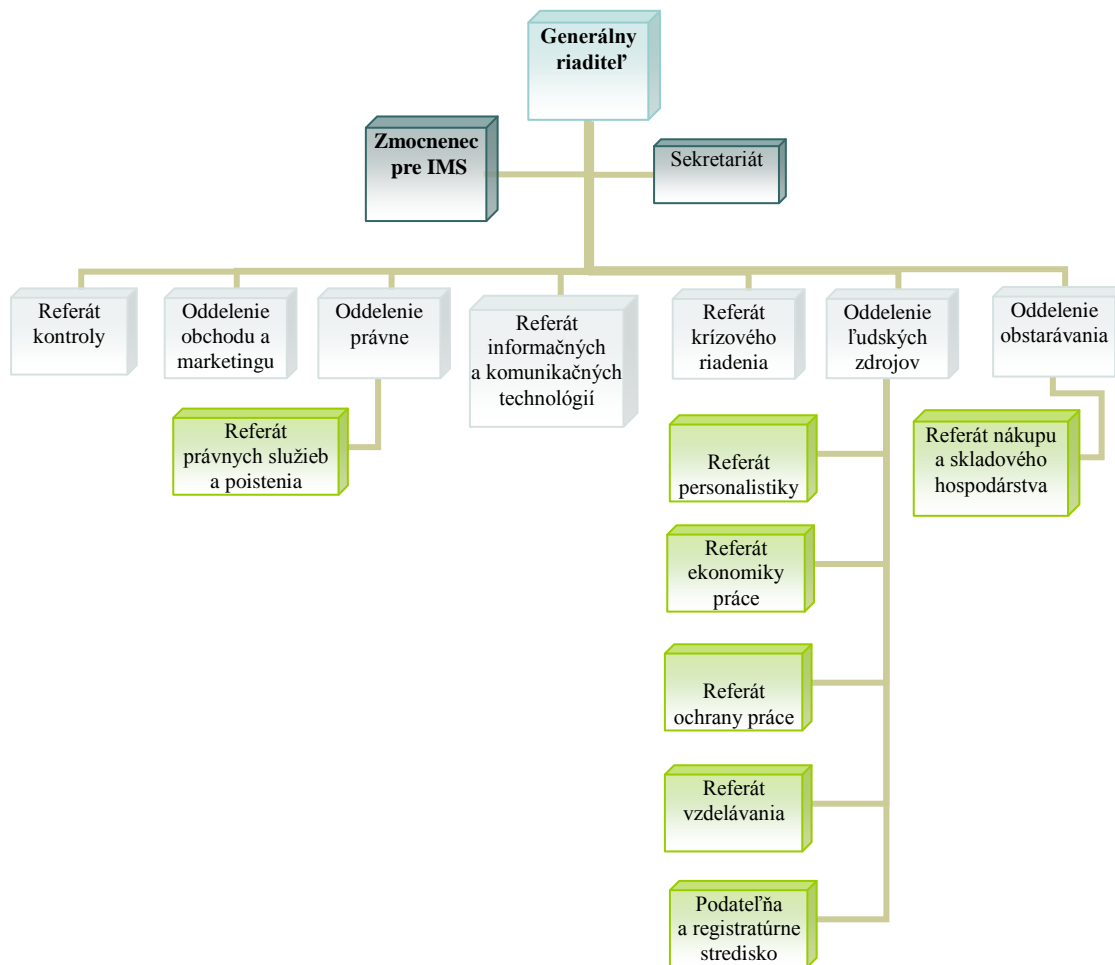 Generálny
riaditeľ
Zmocnenec
pre IMS
Sekretariát
Referát
kontroly
Oddelenie
obchodu a
marketingu
Oddelenie
právne
Referát
informačných
a komunikačných
technológií
Referát
krízového
riadenia
Oddelenie
ľudských
zdrojov
Oddelenie
obstarávania
Referát
právnych služieb
a poistenia
Referát
personalistiky
Referát nákupu
a skladového
hospodárstva
Referát
ekonomiky
práce
Referát
ochrany práce
Referát
vzdelávania
Podateľňa
a registratúrne
stredisko